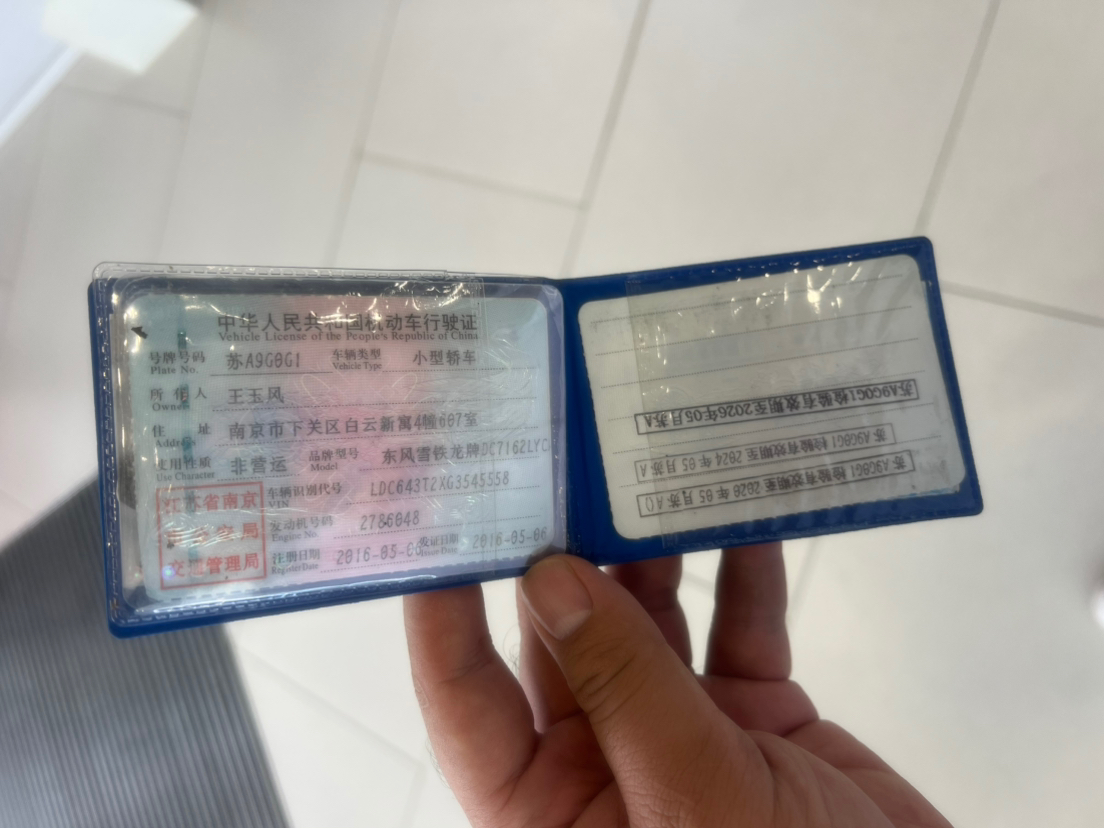 中华人民共和国机动车行驶证
Vehicle License of the People's Republic of China
号牌号码 苏A9G0G1 车辆类型 小型轿车
Plate No. Vehicle Type
所有人 王玉风
Owner
住址 南京市下关区白云新寓4幢607室
Address
使用性质 非营运 品牌型号 东风雪铁龙牌DC7162LYC
Use Character Model
江苏省南京 车辆识别代号 LDC643T2XG3545558
VIN
市公安局 发动机号码 2786048
Engine No.
交通管理局 注册日期 2016-05-06 发证日期 2016-05-06
Register Date Issue Date
苏A(Q) 苏A9G0G1 检验有效期至 2020年05月
苏A 苏A9G0G1 检验有效期至 2024年05月
苏A9G0G1检验有效期至2026年05月苏A